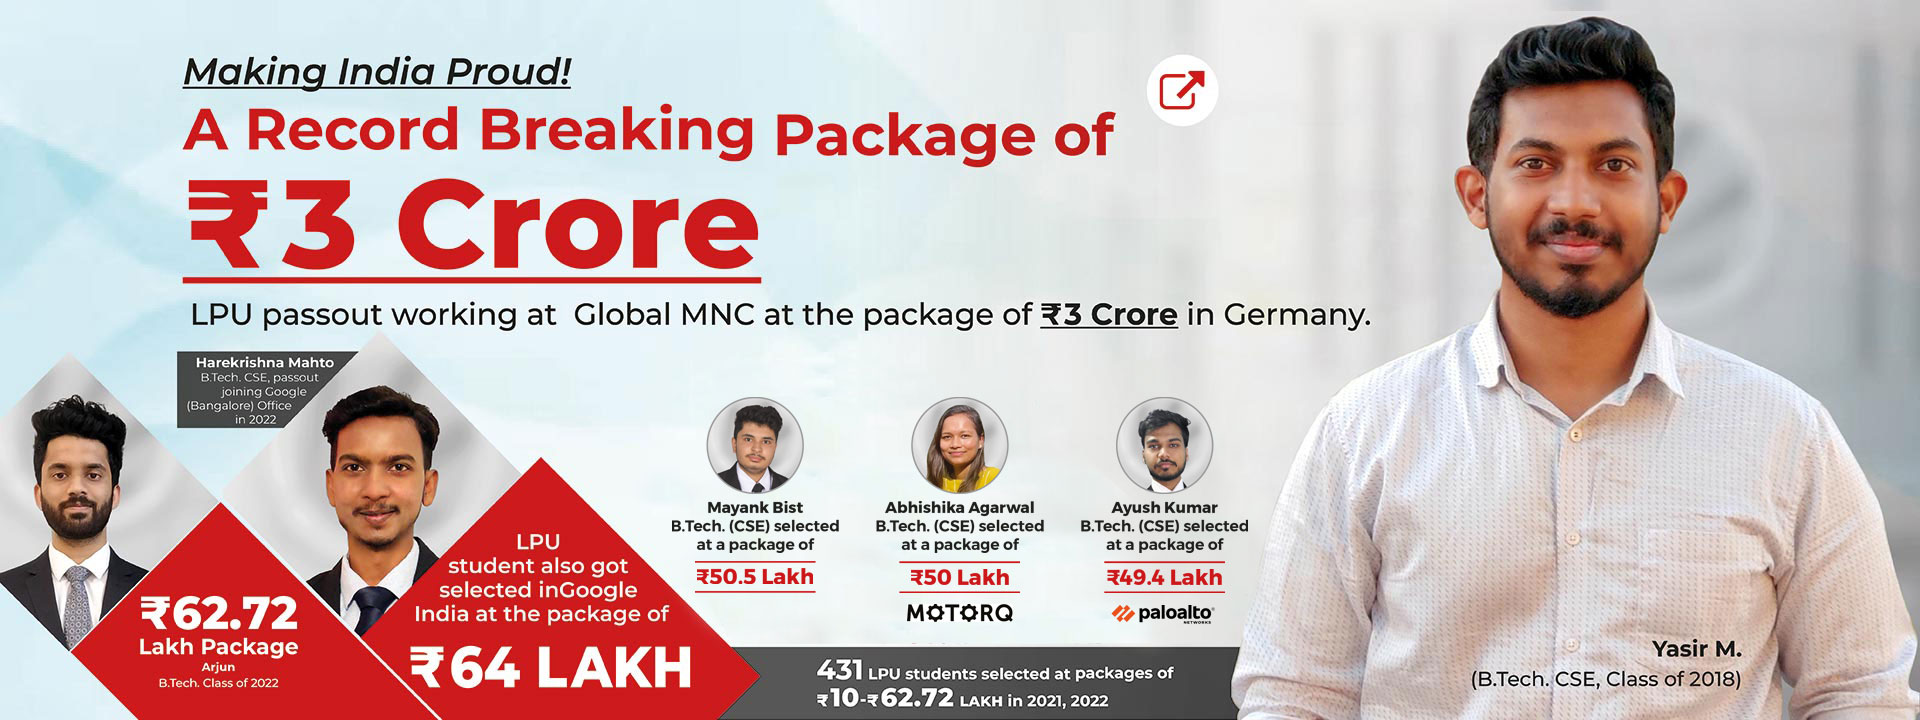 Making India Proud!
A Record Breaking Package of
₹3 Crore
LPU passout working at Global MNC at the package of ₹3 Crore in Germany.
Harekrishna Mahto
B.Tech. CSE, passout
joining Google
(Bangalore) Office
in 2022
₹62.72
Lakh Package
Arjun
B.Tech. Class of 2022
LPU
student also got
selected inGoogle
India at the package of
₹64 LAKH
Mayank Bist
B.Tech. (CSE) selected
at a package of
₹50.5 Lakh
Abhishika Agarwal
B.Tech. (CSE) selected
at a package of
₹50 Lakh
MOTORQ
Ayush Kumar
B.Tech. (CSE) selected
at a package of
₹49.4 Lakh
paloalto
NETWORKS
431 LPU students selected at packages of
₹10-₹62.72 LAKH in 2021, 2022
Yasir M.
(B.Tech. CSE, Class of 2018)